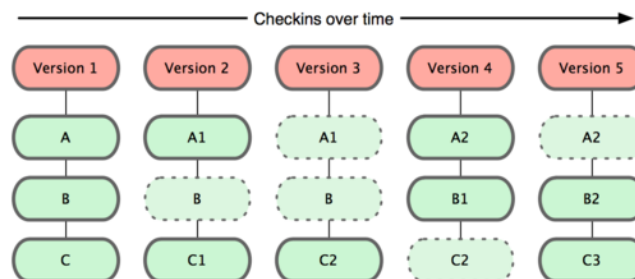 Checkins over time
Version 1 Version 2 Version 3 Version 4 Version 5
A A1 A1 A2 A2
B B B B1 B2
C C1 C2 C2 C3